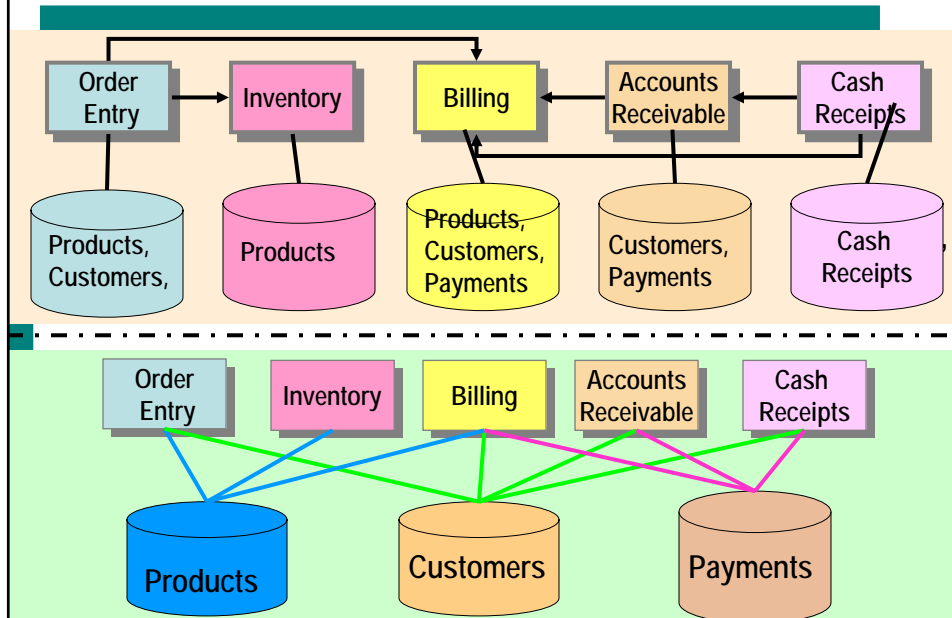 Order
Entry
Inventory
Billing
Accounts
Receivable
Cash
Receipts
Products,
Customers,
Products
Products,
Customers,
Payments
Customers,
Payments
Cash
Receipts
,
Order
Entry
Inventory
Billing
Accounts
Receivable
Cash
Receipts
Products
Customers
Payments